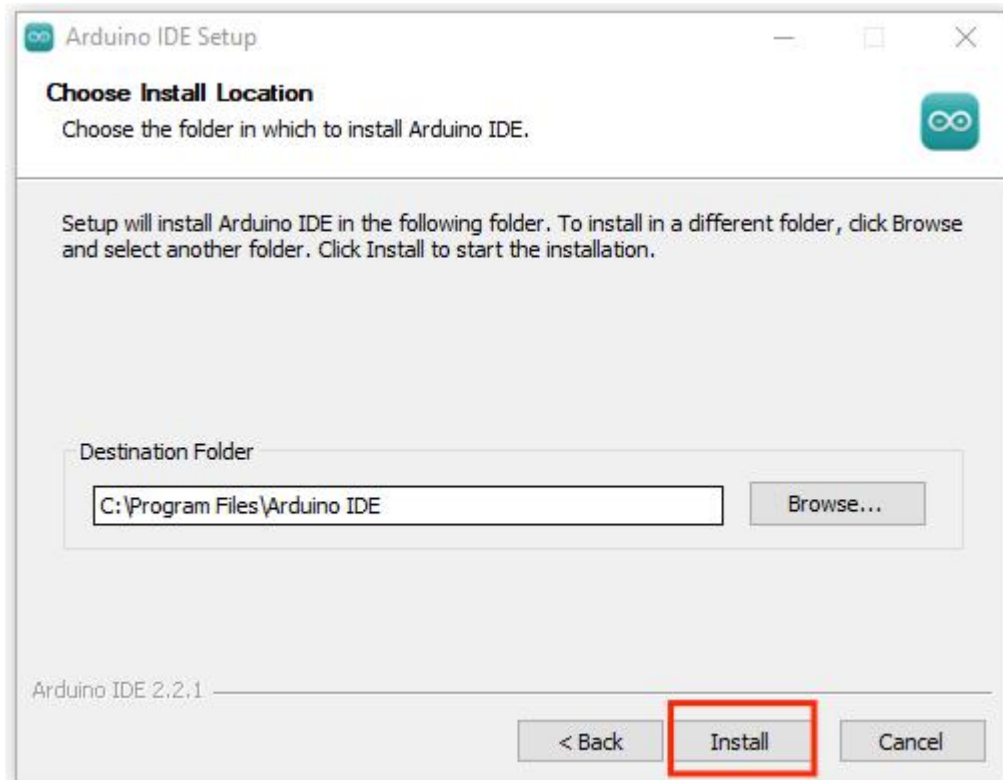 Arduino IDE Setup
Choose Install Location
Choose the folder in which to install Arduino IDE.
Setup will install Arduino IDE in the following folder. To install in a different folder, click Browse
and select another folder. Click Install to start the installation.
Destination Folder
C:\Program Files\Arduino IDE
Browse...
Arduino IDE 2.2.1
< Back
Install
Cancel